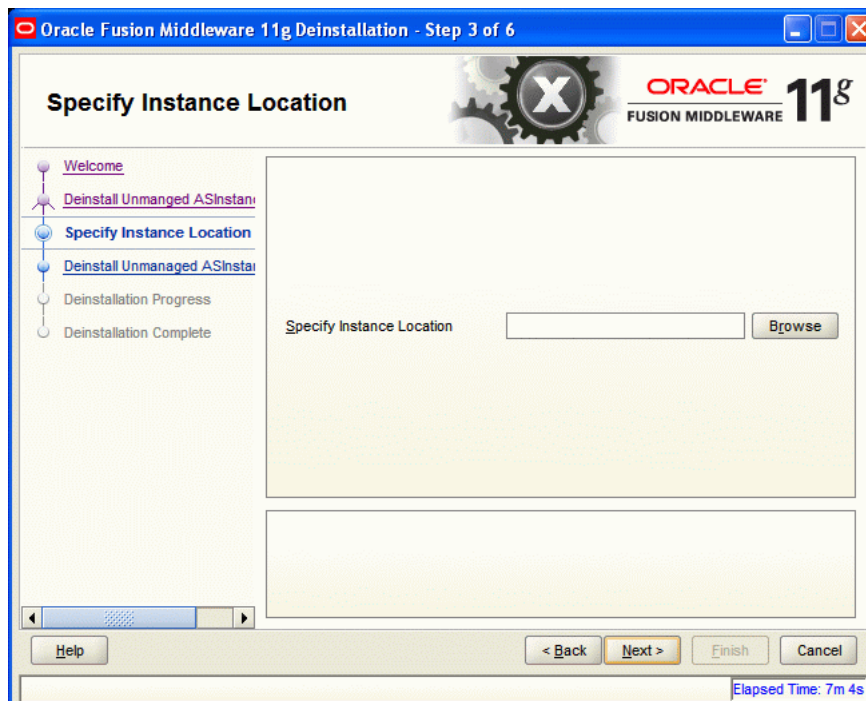 Oracle Fusion Middleware 11g Deinstallation - Step 3 of 6
Specify Instance Location
X
ORACLE
FUSION MIDDLEWARE
11g
Welcome
Deinstall Unmanged ASInstan
Specify Instance Location
Deinstall Unmanaged ASInstan
Deinstallation Progress
Deinstallation Complete
Specify Instance Location
Browse
Help
< Back
Next >
Finish
Cancel
Elapsed Time: 7m 4s